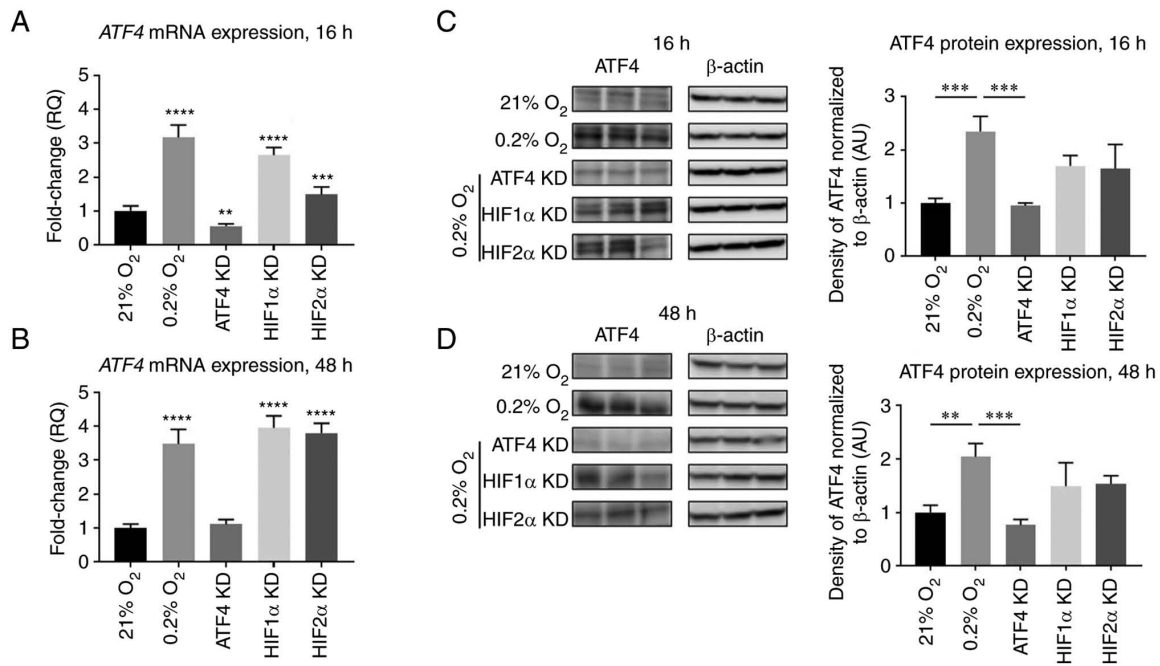 A
ATF4 mRNA expression, 16 h
Fold-change (RQ)
5
4
3
2
1
0
****
**
****
***
21% O2
0.2% O2
ATF4 KD
HIF1α KD
HIF2α KD
B
ATF4 mRNA expression, 48 h
Fold-change (RQ)
5
4
3
2
1
0
****
****
****
21% O2
0.2% O2
ATF4 KD
HIF1α KD
HIF2α KD
C
16 h
ATF4
β-actin
21% O2
0.2% O2
0.2% O2
ATF4 KD
HIF1α KD
HIF2α KD
ATF4 protein expression, 16 h
Density of ATF4 normalized
to β-actin (AU)
3
2
1
0
***
***
21% O2
0.2% O2
ATF4 KD
HIF1α KD
HIF2α KD
D
48 h
ATF4
β-actin
21% O2
0.2% O2
0.2% O2
ATF4 KD
HIF1α KD
HIF2α KD
ATF4 protein expression, 48 h
Density of ATF4 normalized
to β-actin (AU)
3
2
1
0
**
***
21% O2
0.2% O2
ATF4 KD
HIF1α KD
HIF2α KD